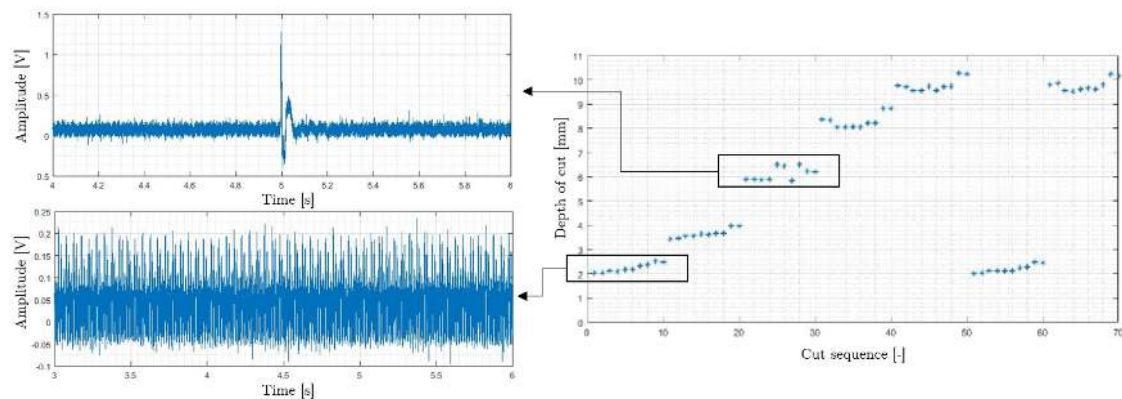 1.5
1
0.5
0
0.5
Amplitude [V]
4 4.2 4.4 4.6 4.8 5 5.2 5.4 5.6 5.8 6
Time [s]
0.25
0.2
0.15
0.1
0.05
0
-0.05
-0.1
Amplitude [V]
3 3.5 4 4.5 5 5.5 6
Time [s]
11
10
9
8
7
6
5
4
3
2
1
0
Depth of cut [mm]
0 10 20 30 40 50 60 70
Cut sequence [-]